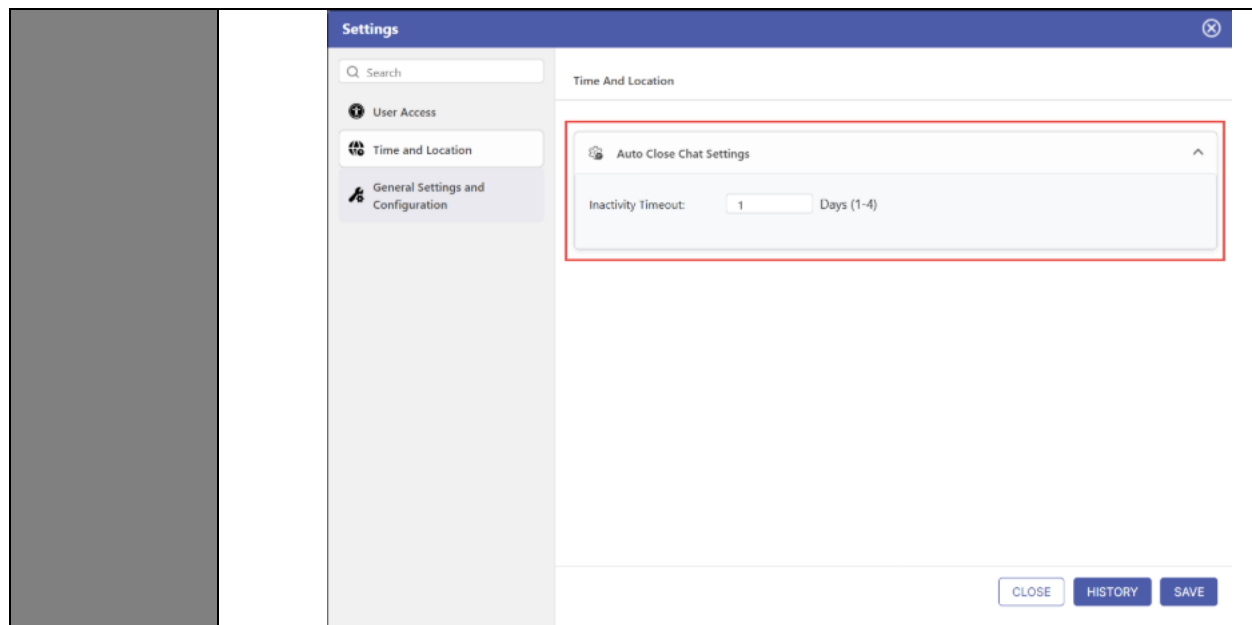 Settings
Search
User Access
Time and Location
General Settings and
Configuration
Time And Location
Auto Close Chat Settings
Inactivity Timeout: 1 Days (1-4)
CLOSE HISTORY SAVE